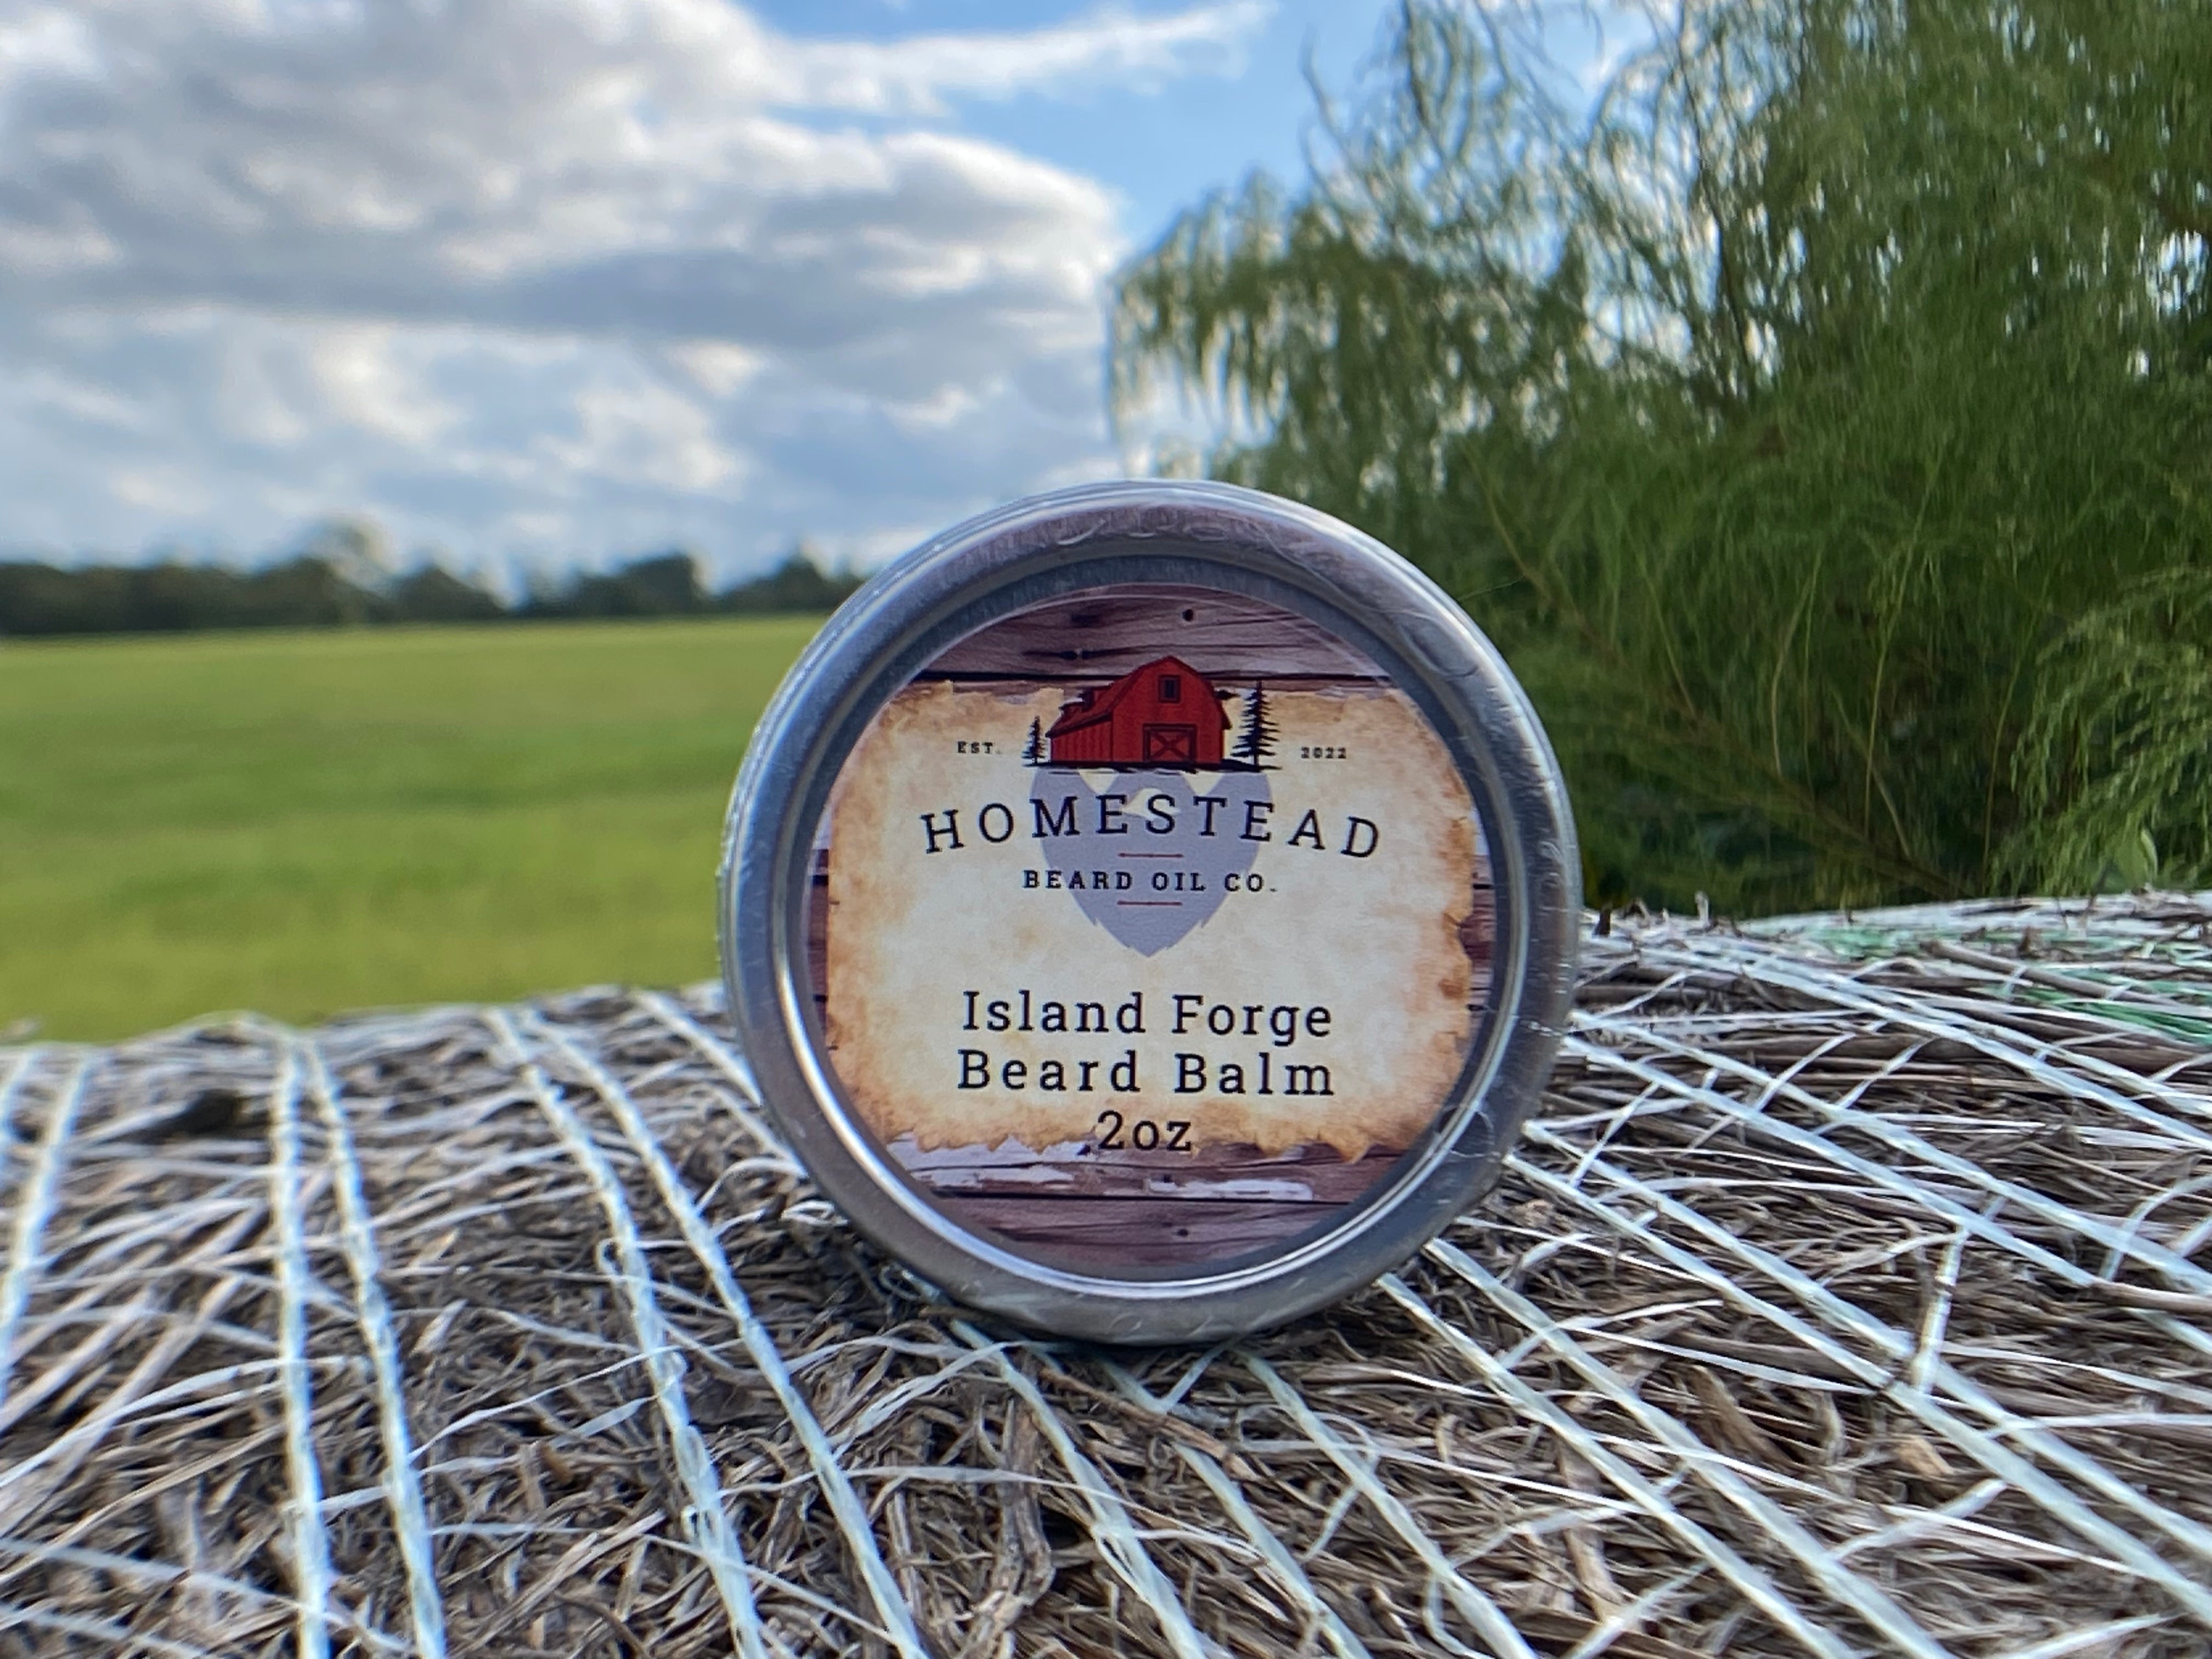 EST. 2022
HOMESTEAD
BEARD OIL CO.
Island Forge
Beard Balm
2oz